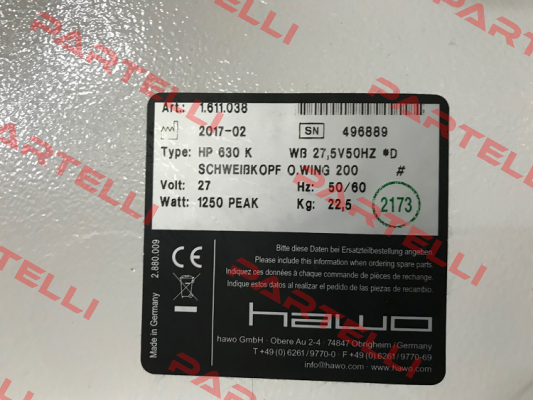 PARTELLI
PARTELLI
PARTELLI
PARTELLI
PARTELLI
Art.: 1.611.038
2017-02 SN 496889
Type: HP 630 K WB 27,5V50HZ *D
SCHWEIßKOPF O.WING 200 #
Volt: 27 Hz: 50/60
Watt: 1250 PEAK Kg: 22,5 2173
Bitte diese Daten bei Ersatzteilbestellung angeben.
Please include this information when ordering spare parts.
Indiquez ces données à chaque commande de pièces de rechange.
Indique estos datos al realizar el pedido de las piezas de recambio.
CE
Made in Germany 2.880.009
hawo
hawo GmbH · Obere Au 2-4 · 74847 Obrigheim/Germany
T +49 (0) 6261/9770-0 · F +49 (0) 6261/9770-69
info@hawo.com · www.hawo.com